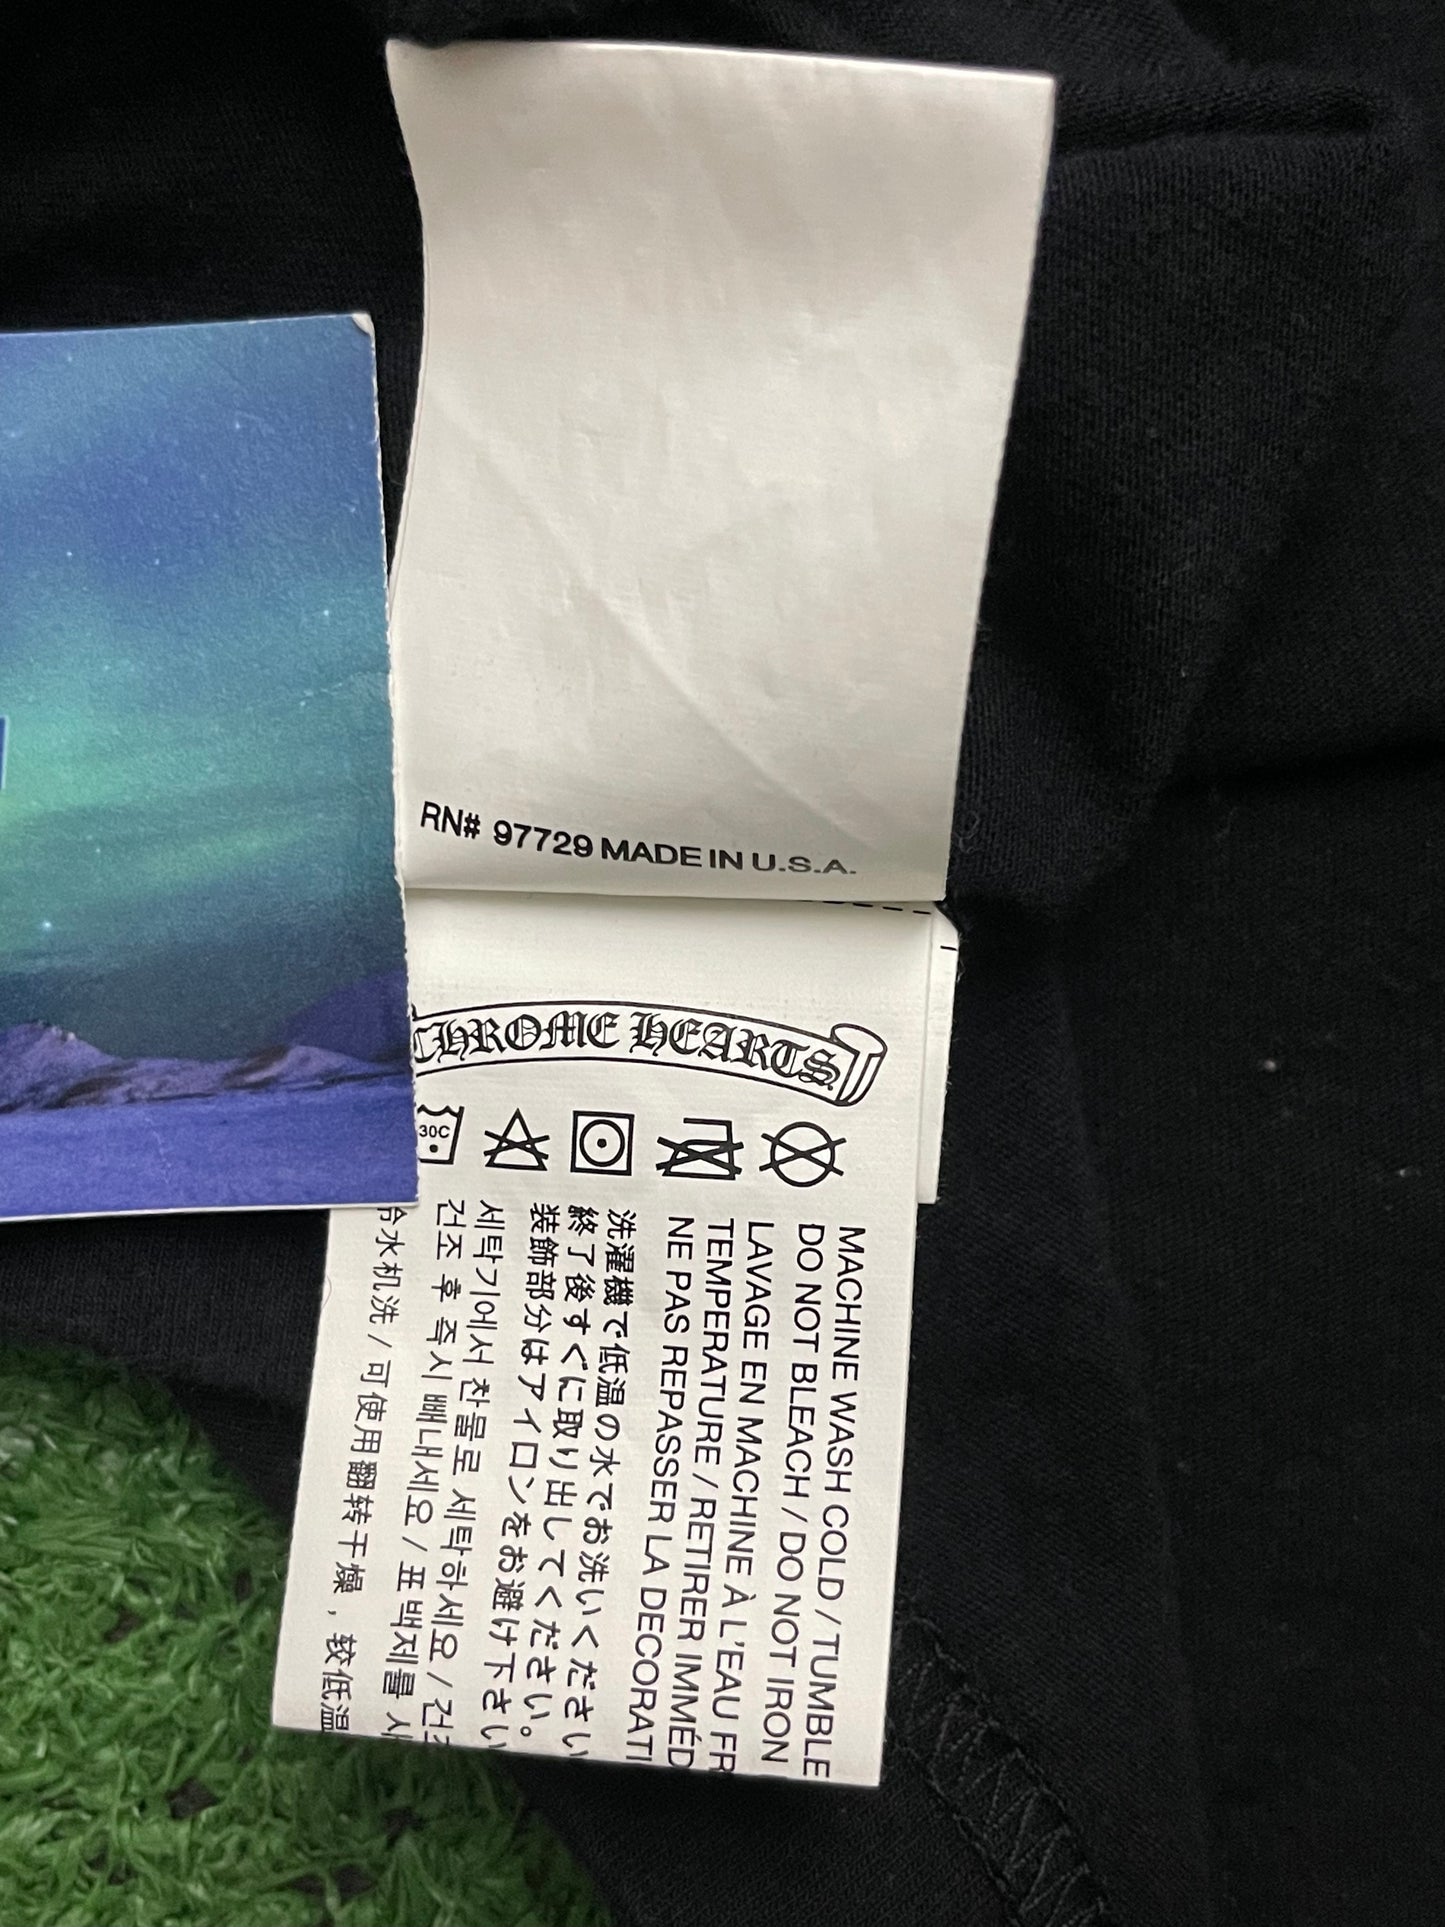 RN# 97729 MADE IN U.S.A.
CHROME HEARTS
30C
MACHINE WASH COLD / TUMBLE
DO NOT BLEACH / DO NOT IRON
LAVAGE EN MACHINE À L'EAU FR
TEMPERATURE / RETIRER IMMÉD
NE PAS REPASSER LA DECORATI
洗濯機で低温の水でお洗いください
終了後すぐに取り出してください。
装飾部分はアイロンをお避け下さい
세탁기에서 찬물로 세탁하세요 / 건조
건조 후 즉시 빼내세요 / 표백제를 사
冷水机洗 / 可使用翻转干燥，较低温